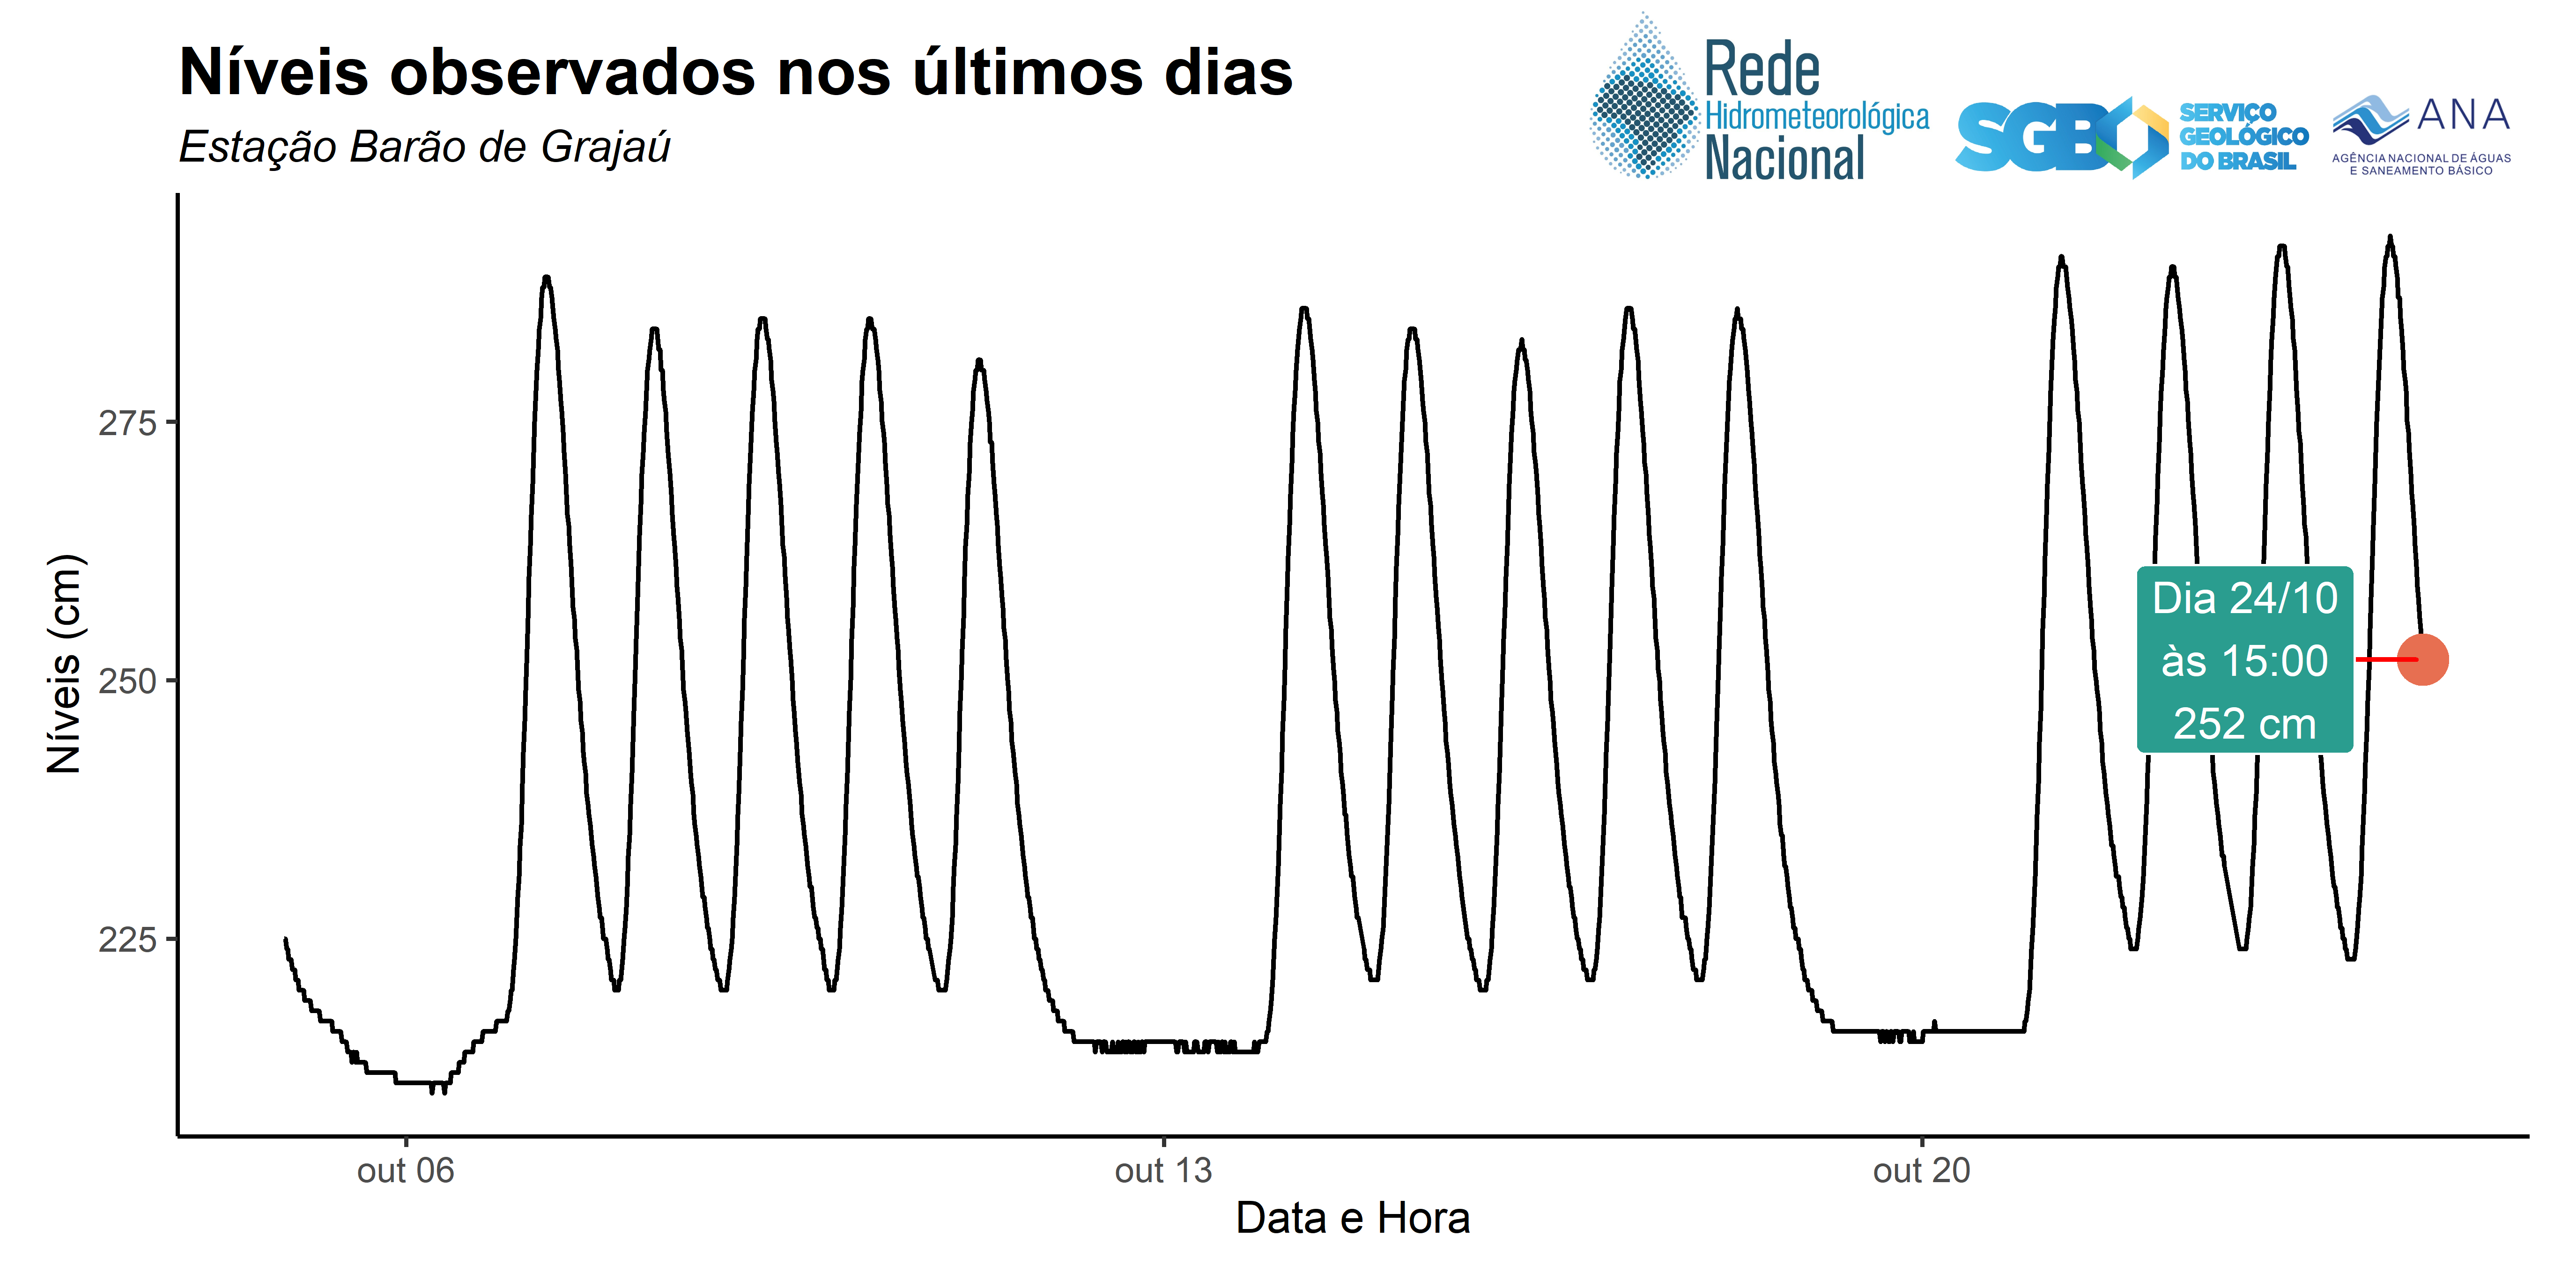 Níveis observados nos últimos dias
Estação Barão de Grajaú
Rede
Hidrometeorológica
Nacional
SGB
SERVIÇO
GEOLÓGICO
DO BRASIL
ANA
AGÊNCIA NACIONAL DE ÁGUAS
E SANEAMENTO BÁSICO
Níveis (cm)
275
250
225
Dia 24/10
às 15:00
252 cm
out 06
out 13
out 20
Data e Hora